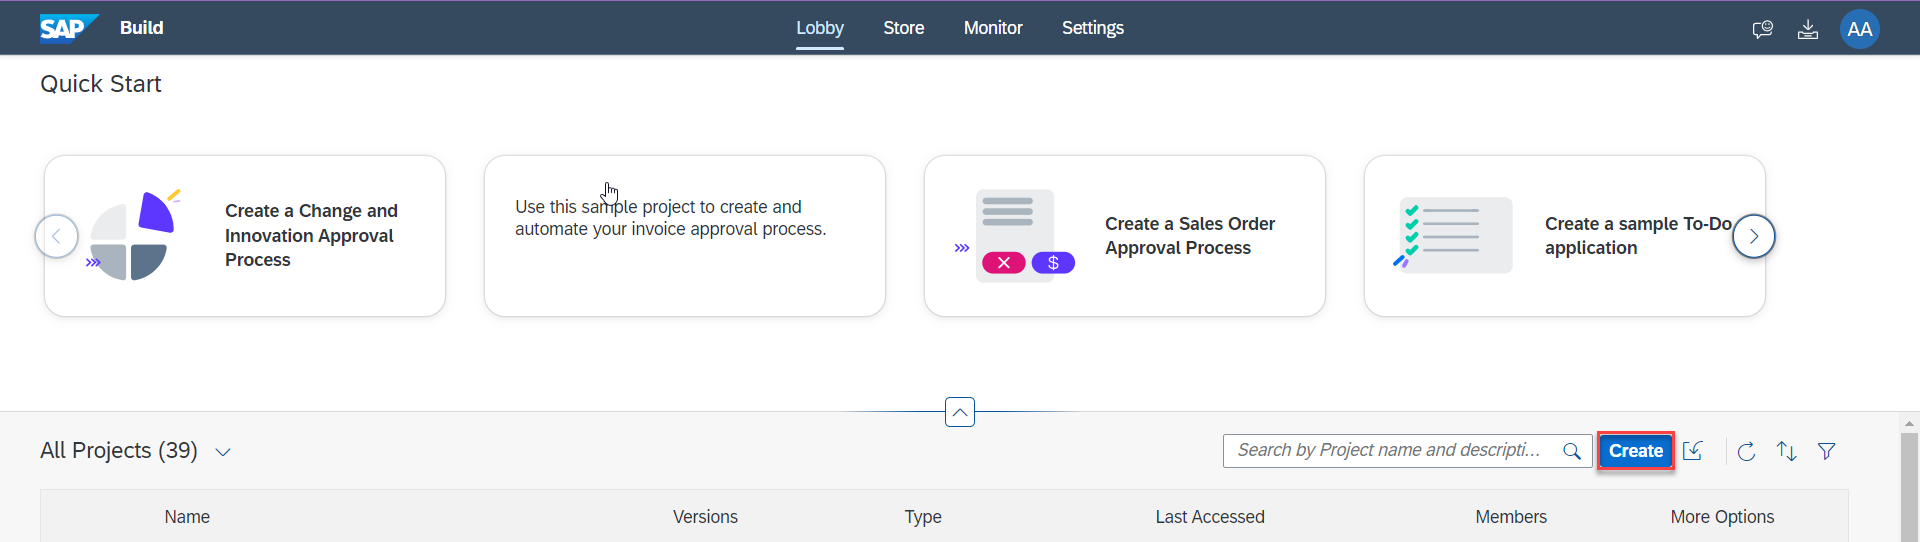 SAP Build Lobby Store Monitor Settings AA
Quick Start
Create a Change and
Innovation Approval
Process
Use this sample project to create and
automate your invoice approval process.
$
Create a Sales Order
Approval Process
Create a sample To-Do
application
All Projects (39)
Search by Project name and descripti...
Create
Name Versions Type Last Accessed Members More Options